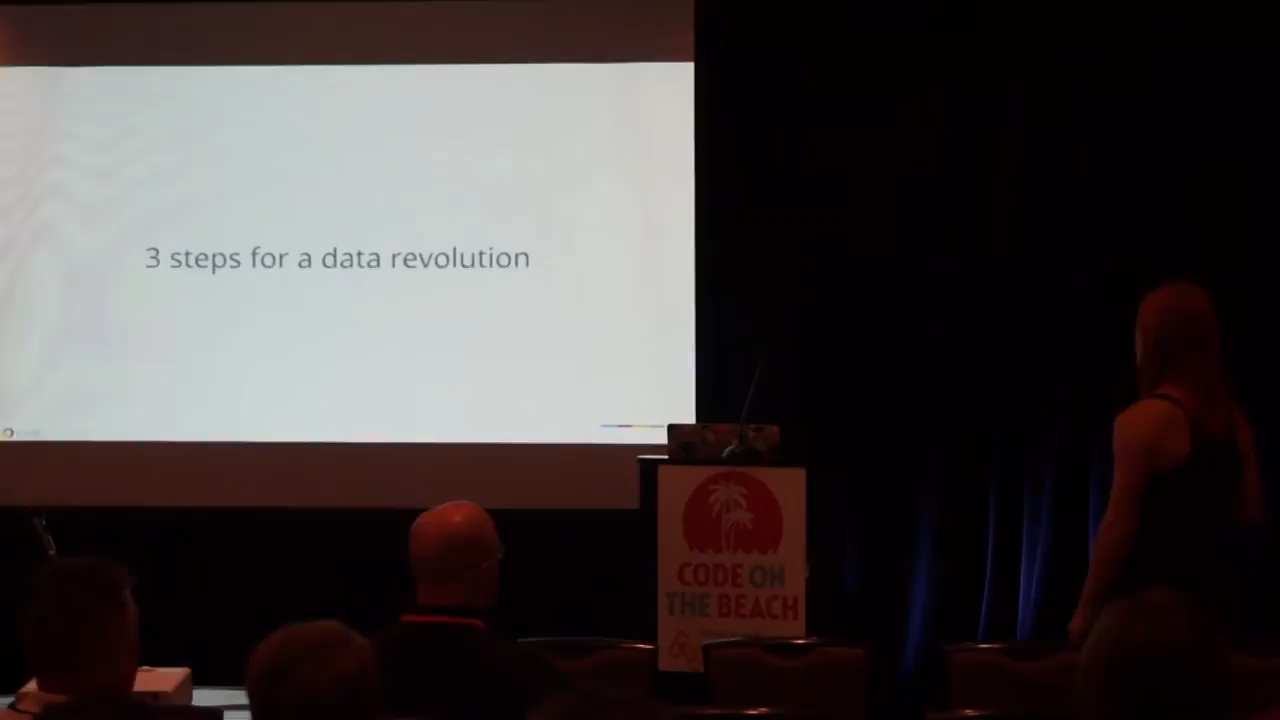 3 steps for a data revolution
CODE ON
THE BEACH